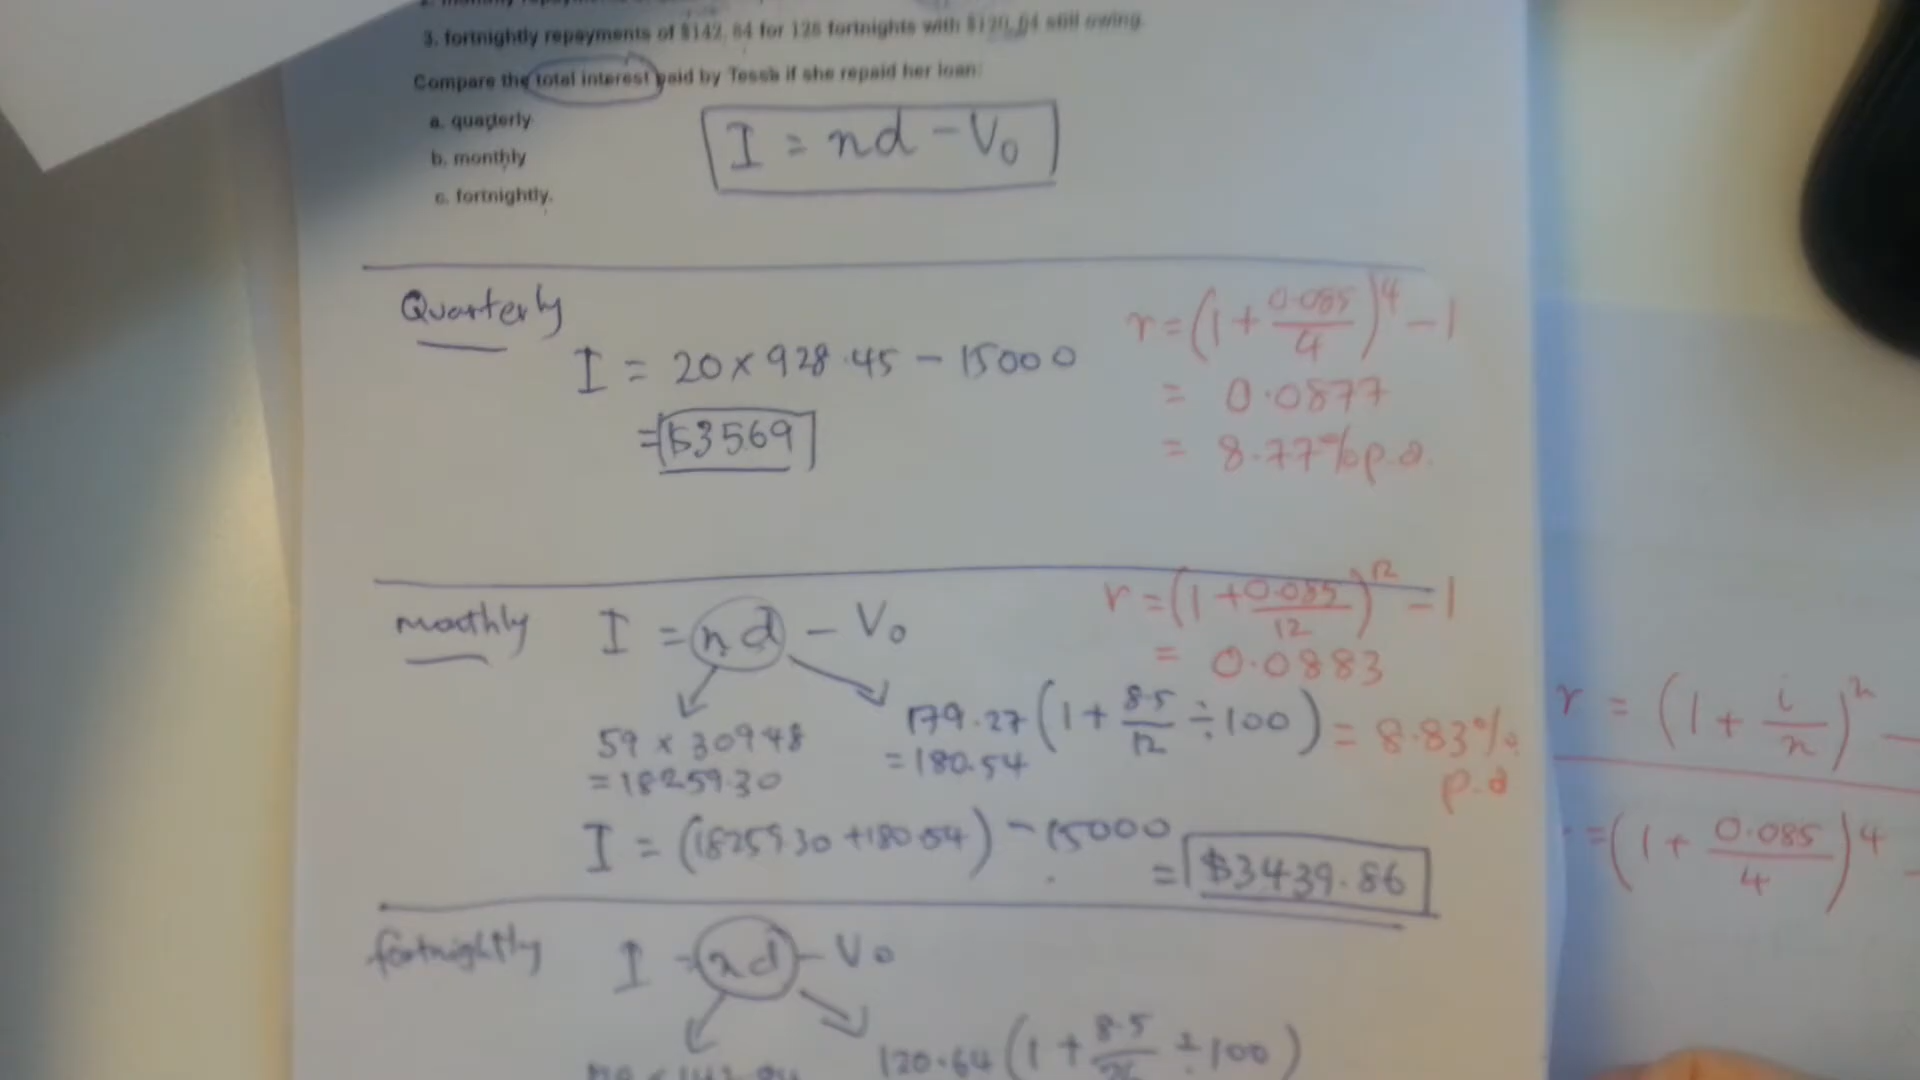 3. fortnightly repayments of $142.84 for 128 fortnights with $120.64 still owing.
Compare the total interest paid by Tessa if she repaid her loan:
a. quarterly
b. monthly
c. fortnightly.
I = nd - V₀
Quarterly
I = 20 × 928.45 - 15000
= $3569
r = (1 + 0.085/4)^4 - 1
= 0.0877
= 8.77% p.a.
monthly
I = nd - V₀
r = (1 + 0.085/12)^12 - 1
= 0.0883
= 8.83% p.a
59 × 309.48
= 18259.30
179.27 (1 + 8.5/12 ÷ 100)
= 180.54
I = (18259.30 + 180.54) - 15000
= $3439.86
fortnightly
I = nd - V₀
120.64 (1 + 8.5/26 ÷ 100)
r = (1 + i/n)^n -
= (1 + 0.085/4)^4 -